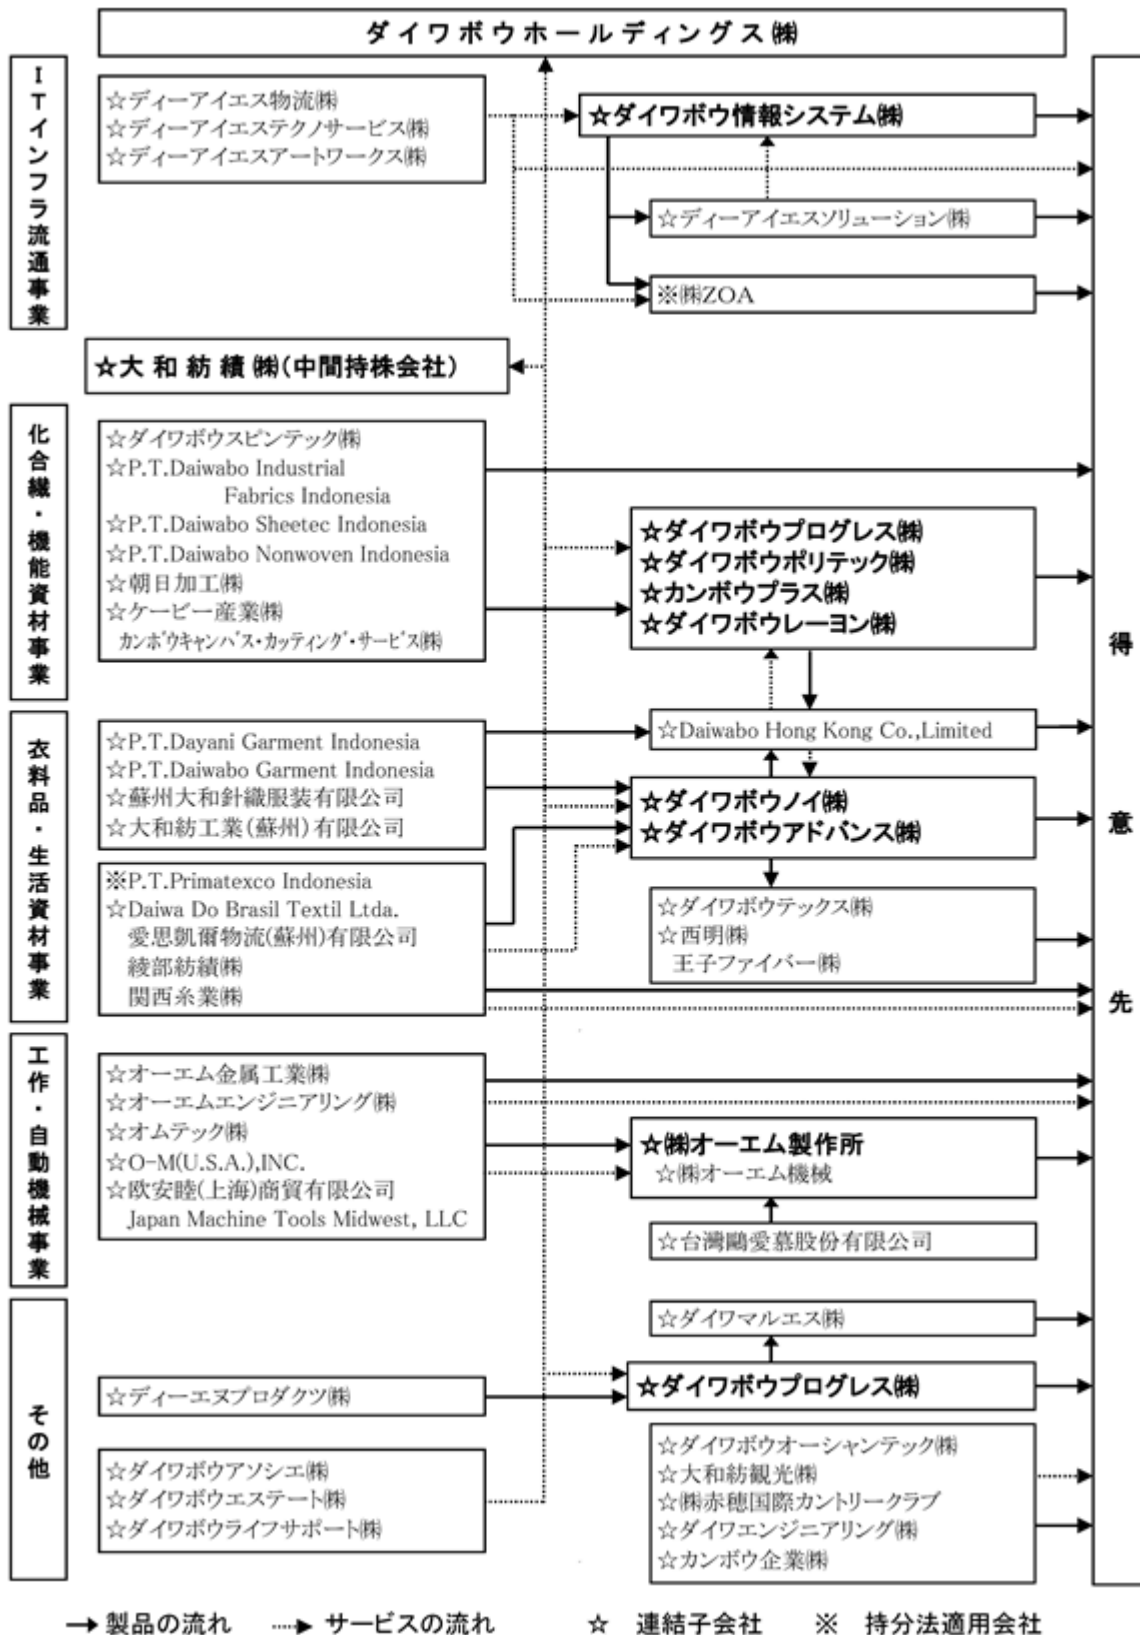 ダイワボウホールディングス㈱
ITインフラ流通事業
☆ディーアイエス物流㈱
☆ディーアイエステクノサービス㈱
☆ディーアイエスアートワークス㈱
☆ダイワボウ情報システム㈱
☆ディーアイエスソリューション㈱
※㈱ZOA
☆大和紡績㈱(中間持株会社)
化合繊・機能資材事業
☆ダイワボウスピンテック㈱
☆P.T.Daiwabo Industrial
Fabrics Indonesia
☆P.T.Daiwabo Sheetec Indonesia
☆P.T.Daiwabo Nonwoven Indonesia
☆朝日加工㈱
☆ケービー産業㈱
カンボウキャンバス・カッティング・サービス㈱
☆ダイワボウプログレス㈱
☆ダイワボウポリテック㈱
☆カンボウプラス㈱
☆ダイワボウレーヨン㈱
得意先
衣料品・生活資材事業
☆P.T.Dayani Garment Indonesia
☆P.T.Daiwabo Garment Indonesia
☆蘇州大和針織服装有限公司
☆大和紡工業(蘇州)有限公司
☆Daiwabo Hong Kong Co.,Limited
☆ダイワボウノイ㈱
☆ダイワボウアドバンス㈱
※P.T.Primatexco Indonesia
☆Daiwa Do Brasil Textil Ltda.
愛思凱爾物流(蘇州)有限公司
綾部紡績㈱
関西糸業㈱
☆ダイワボウテックス㈱
☆西明㈱
王子ファイバー㈱
工作・自動機械事業
☆オーエム金属工業㈱
☆オーエムエンジニアリング㈱
☆オムテック㈱
☆O-M(U.S.A.),INC.
☆欧安睦(上海)商貿有限公司
Japan Machine Tools Midwest, LLC
☆㈱オーエム製作所
☆㈱オーエム機械
☆台灣鷗愛慕股份有限公司
その他
☆ダイワマルエス㈱
☆ディーエヌプロダクツ㈱
☆ダイワボウプログレス㈱
☆ダイワボウアソシエ㈱
☆ダイワボウエステート㈱
☆ダイワボウライフサポート㈱
☆ダイワボウオーシャンテック㈱
☆大和紡観光㈱
☆㈱赤穂国際カントリークラブ
☆ダイワエンジニアリング㈱
☆カンボウ企業㈱
→ 製品の流れ ┈▶ サービスの流れ ☆ 連結子会社 ※ 持分法適用会社